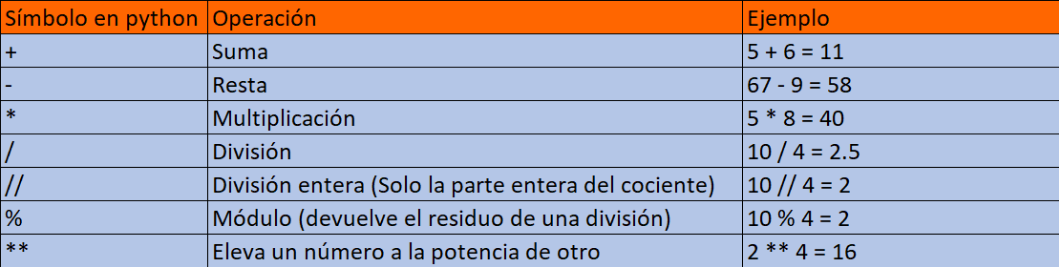 Símbolo en python Operación Ejemplo
+ Suma 5 + 6 = 11
- Resta 67 - 9 = 58
* Multiplicación 5 * 8 = 40
/ División 10 / 4 = 2.5
// División entera (Solo la parte entera del cociente) 10 // 4 = 2
% Módulo (devuelve el residuo de una división) 10 % 4 = 2
** Eleva un número a la potencia de otro 2 ** 4 = 16